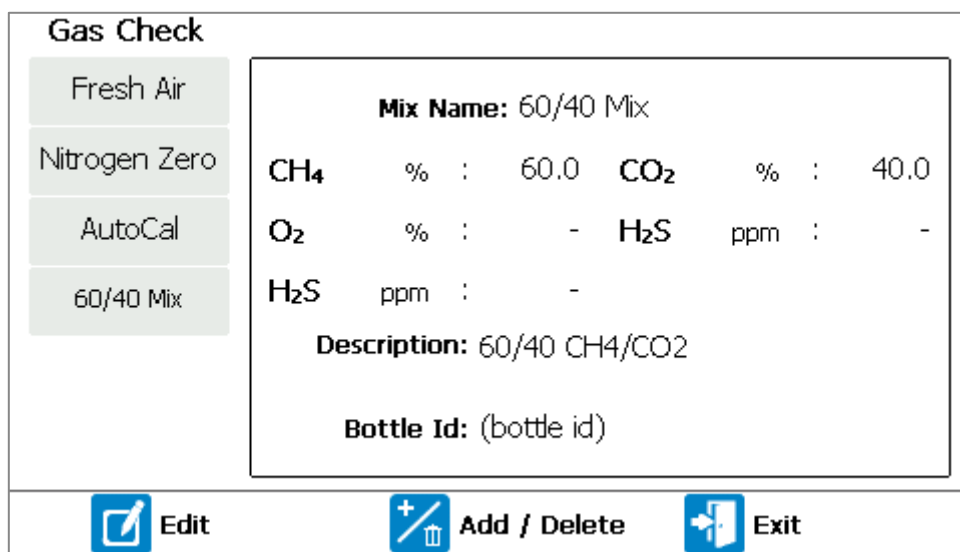 Gas Check
Fresh Air
Nitrogen Zero
AutoCal
60/40 Mix
Mix Name: 60/40 Mix
CH₄ % : 60.0 CO₂ % : 40.0
O₂ % : - H₂S ppm : -
H₂S ppm : -
Description: 60/40 CH4/CO2
Bottle Id: (bottle id)
Edit Add / Delete Exit